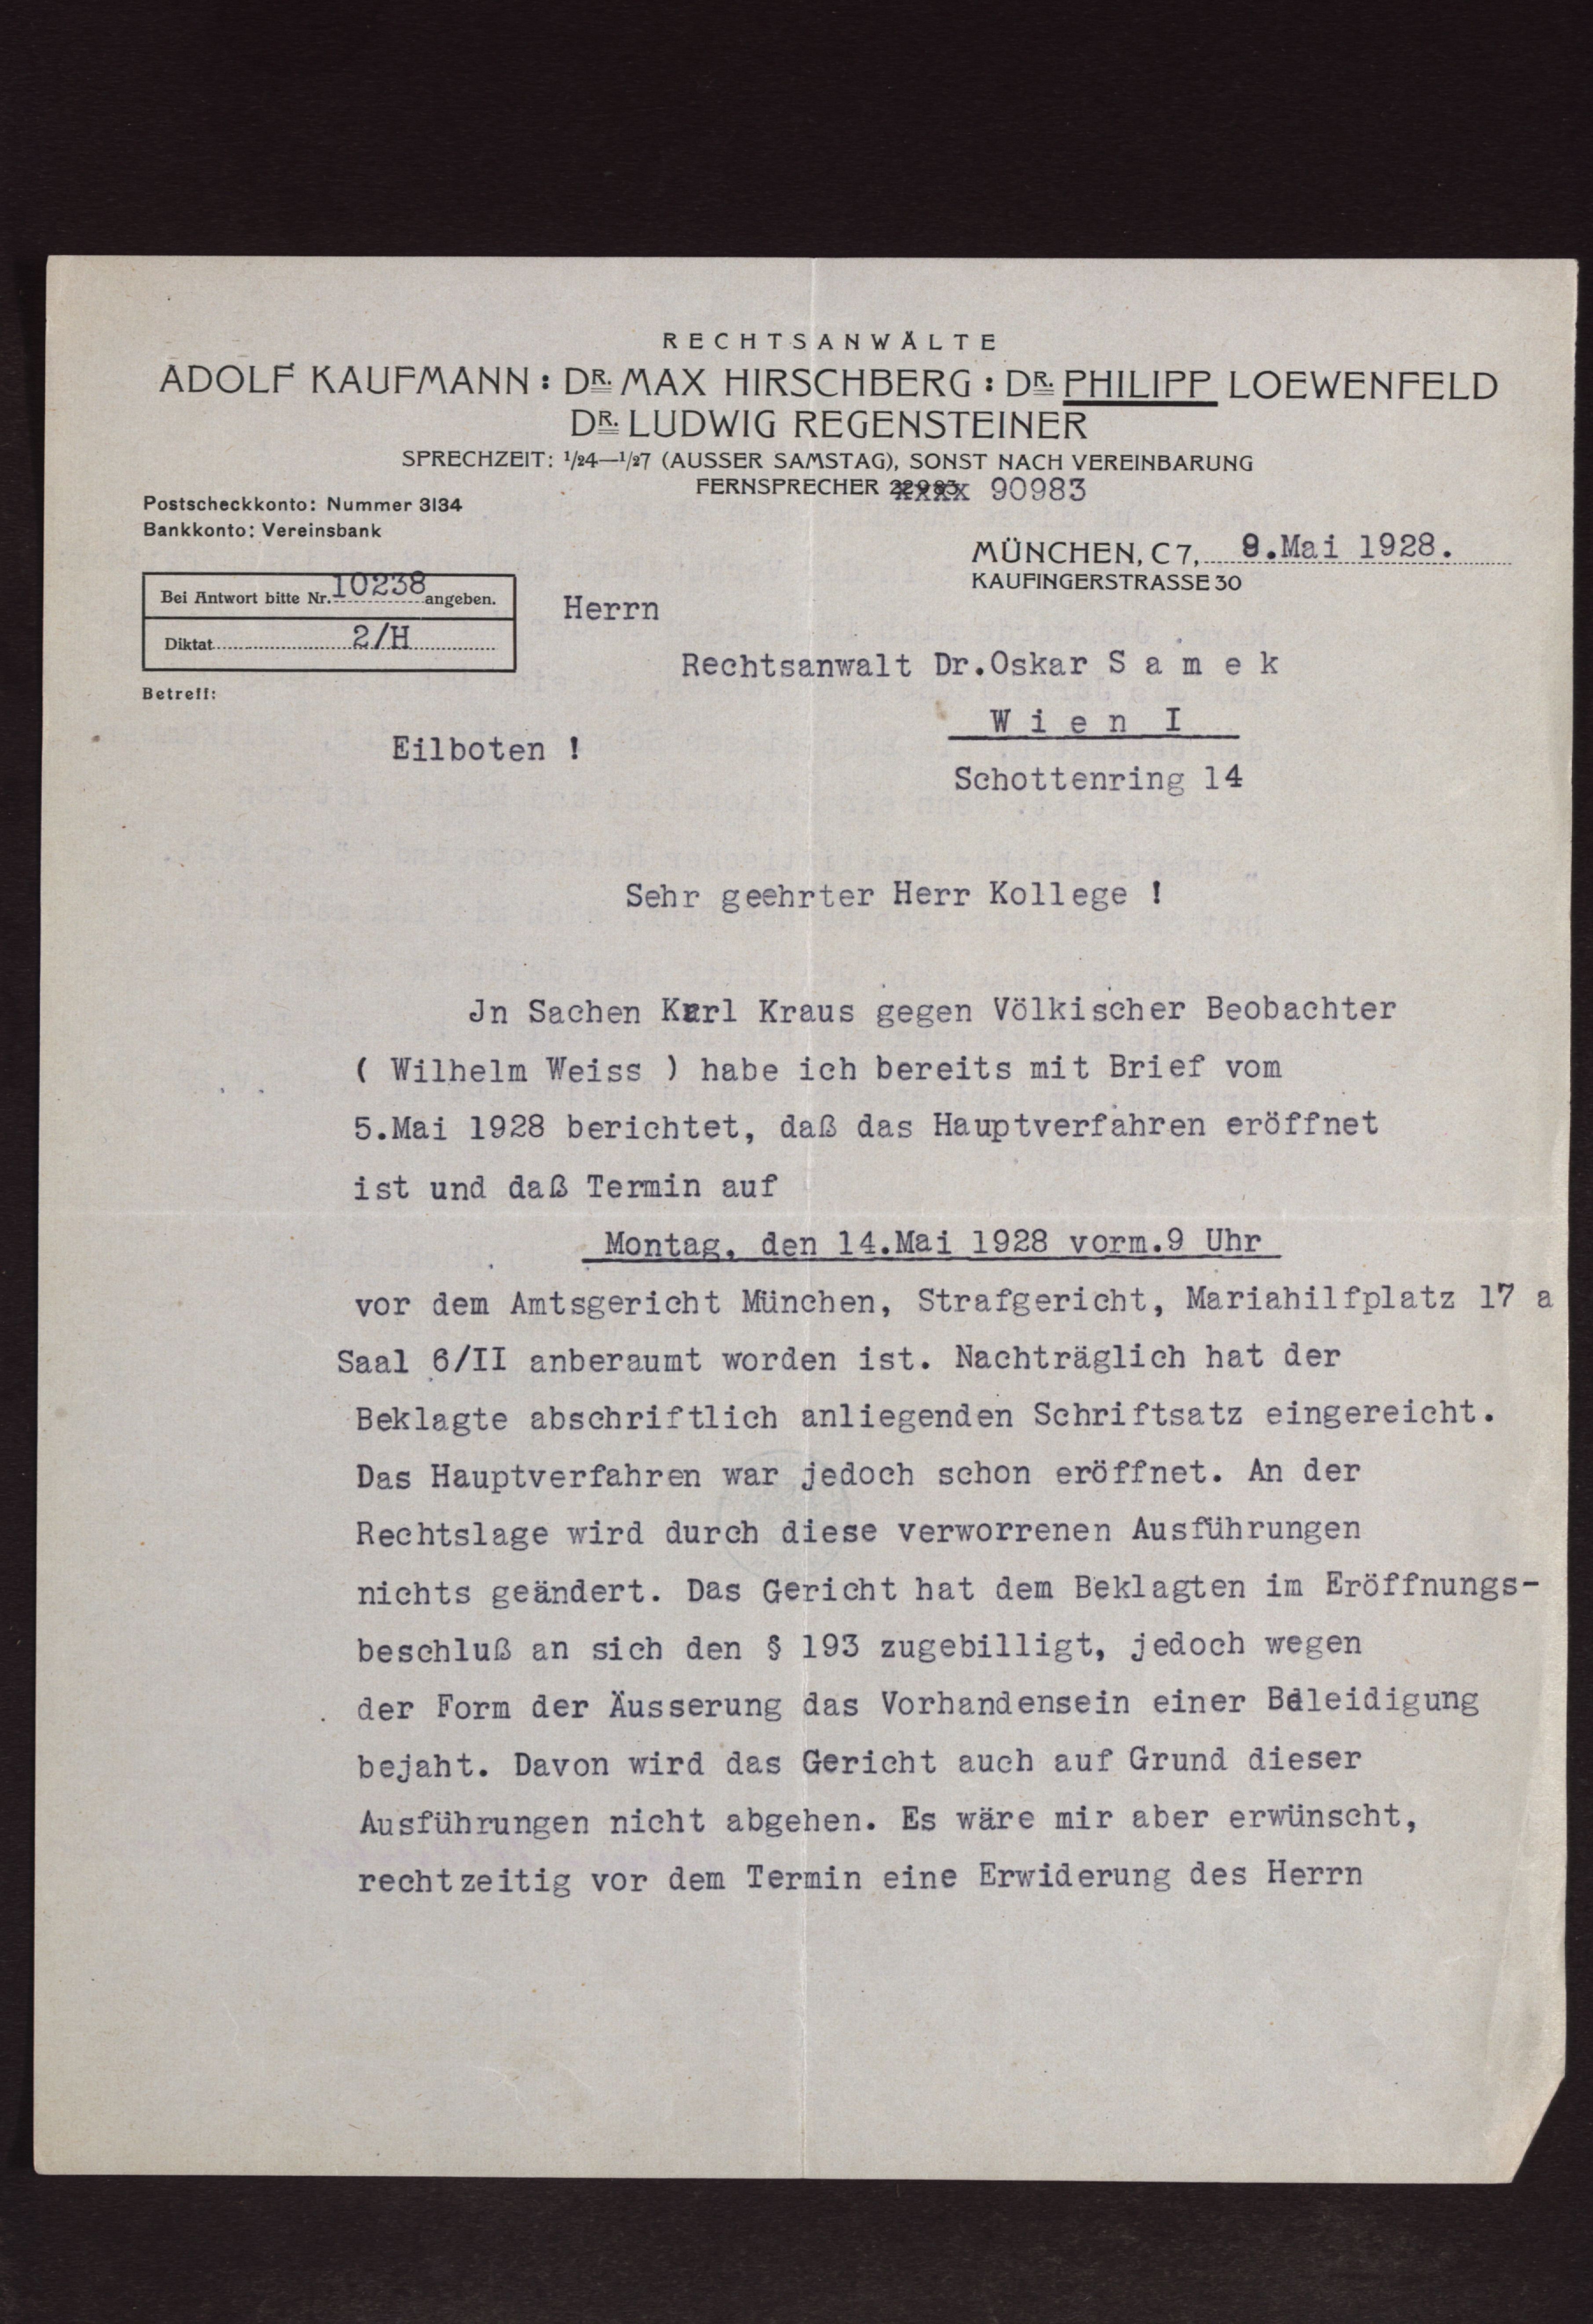 RECHTSANWÄLTE
ADOLF KAUFMANN : DR. MAX HIRSCHBERG : DR. PHILIPP LOEWENFELD
DR. LUDWIG REGENSTEINER
SPRECHZEIT: 1/24—1/27 (AUSSER SAMSTAG), SONST NACH VEREINBARUNG
FERNSPRECHER 90983
Postscheckkonto: Nummer 3134
Bankkonto: Vereinsbank
MÜNCHEN, C 7, .Mai 1928.
KAUFINGERSTRASSE 30
Bei Antwort bitte Nr. 10238 angeben.
Diktat 2/H
Betreff:
Herrn
Rechtsanwalt Dr.Oskar S a m e k
W i e n I
Eilboten !
Schottenring 14
Sehr geehrter Herr Kollege !
Jn Sachen Karl Kraus gegen Völkischer Beobachter
( Wilhelm Weiss ) habe ich bereits mit Brief vom
5.Mai 1928 berichtet, daß das Hauptverfahren eröffnet
ist und daß Termin auf
Montag, den 14.Mai 1928 vorm.9 Uhr
vor dem Amtsgericht München, Strafgericht, Mariahilfplatz 17 a
Saal 6/II anberaumt worden ist. Nachträglich hat der
Beklagte abschriftlich anliegenden Schriftsatz eingereicht.
Das Hauptverfahren war jedoch schon eröffnet. An der
Rechtslage wird durch diese verworrenen Ausführungen
nichts geändert. Das Gericht hat dem Beklagten im Eröffnungs-
beschluß an sich den § 193 zugebilligt, jedoch wegen
der Form der Äusserung das Vorhandensein einer Beleidigung
bejaht. Davon wird das Gericht auch auf Grund dieser
Ausführungen nicht abgehen. Es wäre mir aber erwünscht,
rechtzeitig vor dem Termin eine Erwiderung des Herrn